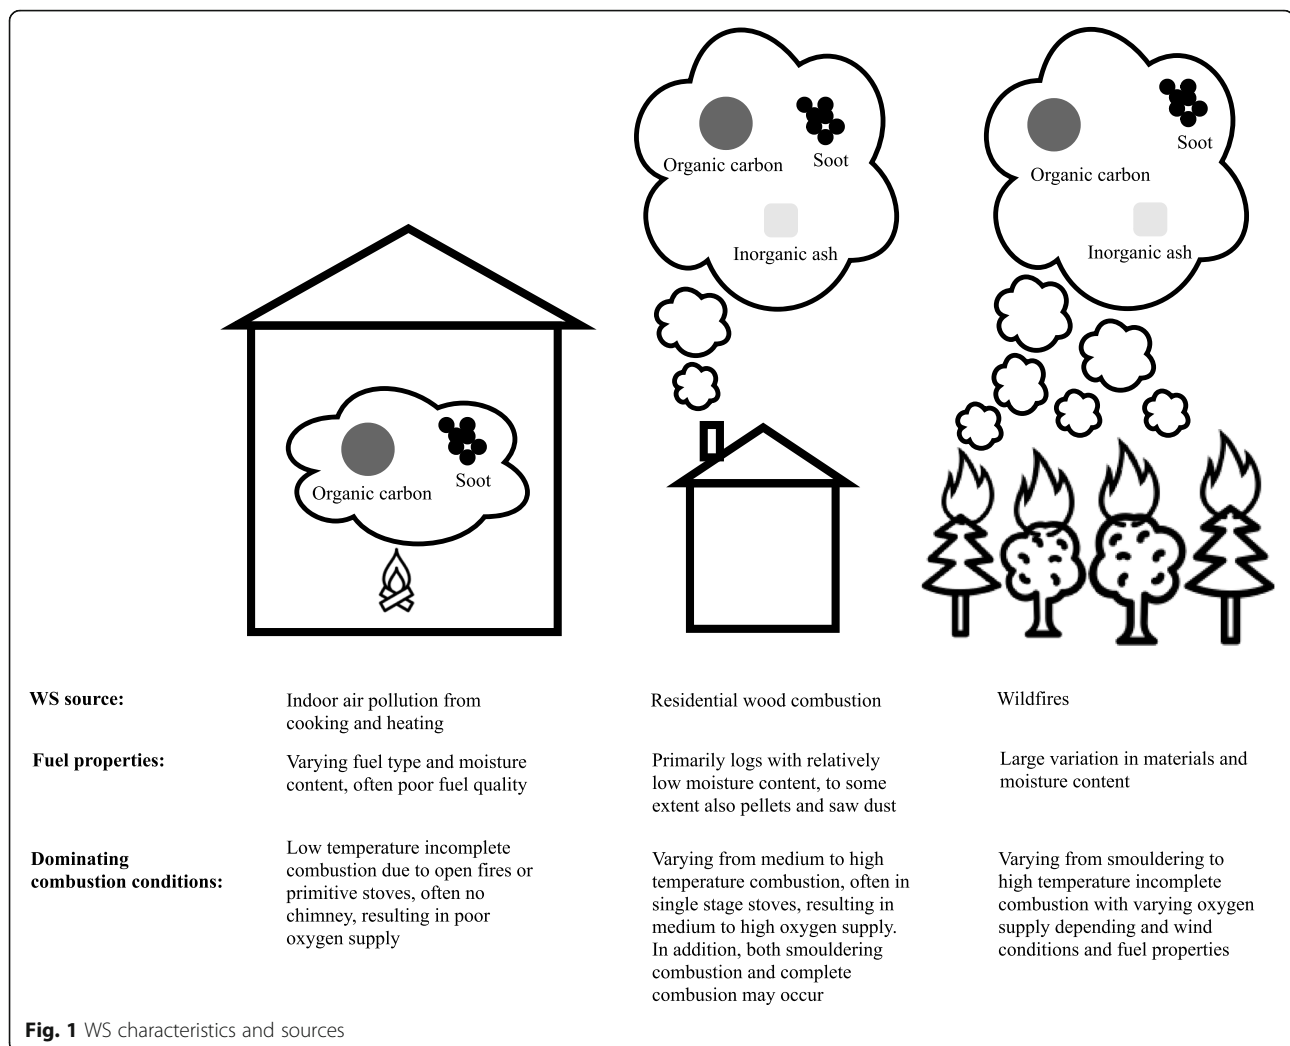 Organic carbon
Soot
Inorganic ash
Organic carbon
Soot
Inorganic ash
Organic carbon
Soot
WS source:
Indoor air pollution from
cooking and heating
Residential wood combustion
Wildfires
Fuel properties:
Varying fuel type and moisture
content, often poor fuel quality
Primarily logs with relatively
low moisture content, to some
extent also pellets and saw dust
Large variation in materials and
moisture content
Dominating
combustion conditions:
Low temperature incomplete
combustion due to open fires or
primitive stoves, often no
chimney, resulting in poor
oxygen supply
Varying from medium to high
temperature combustion, often in
single stage stoves, resulting in
medium to high oxygen supply.
In addition, both smouldering
combustion and complete
combusion may occur
Varying from smouldering to
high temperature incomplete
combustion with varying oxygen
supply depending and wind
conditions and fuel properties
Fig. 1 WS characteristics and sources